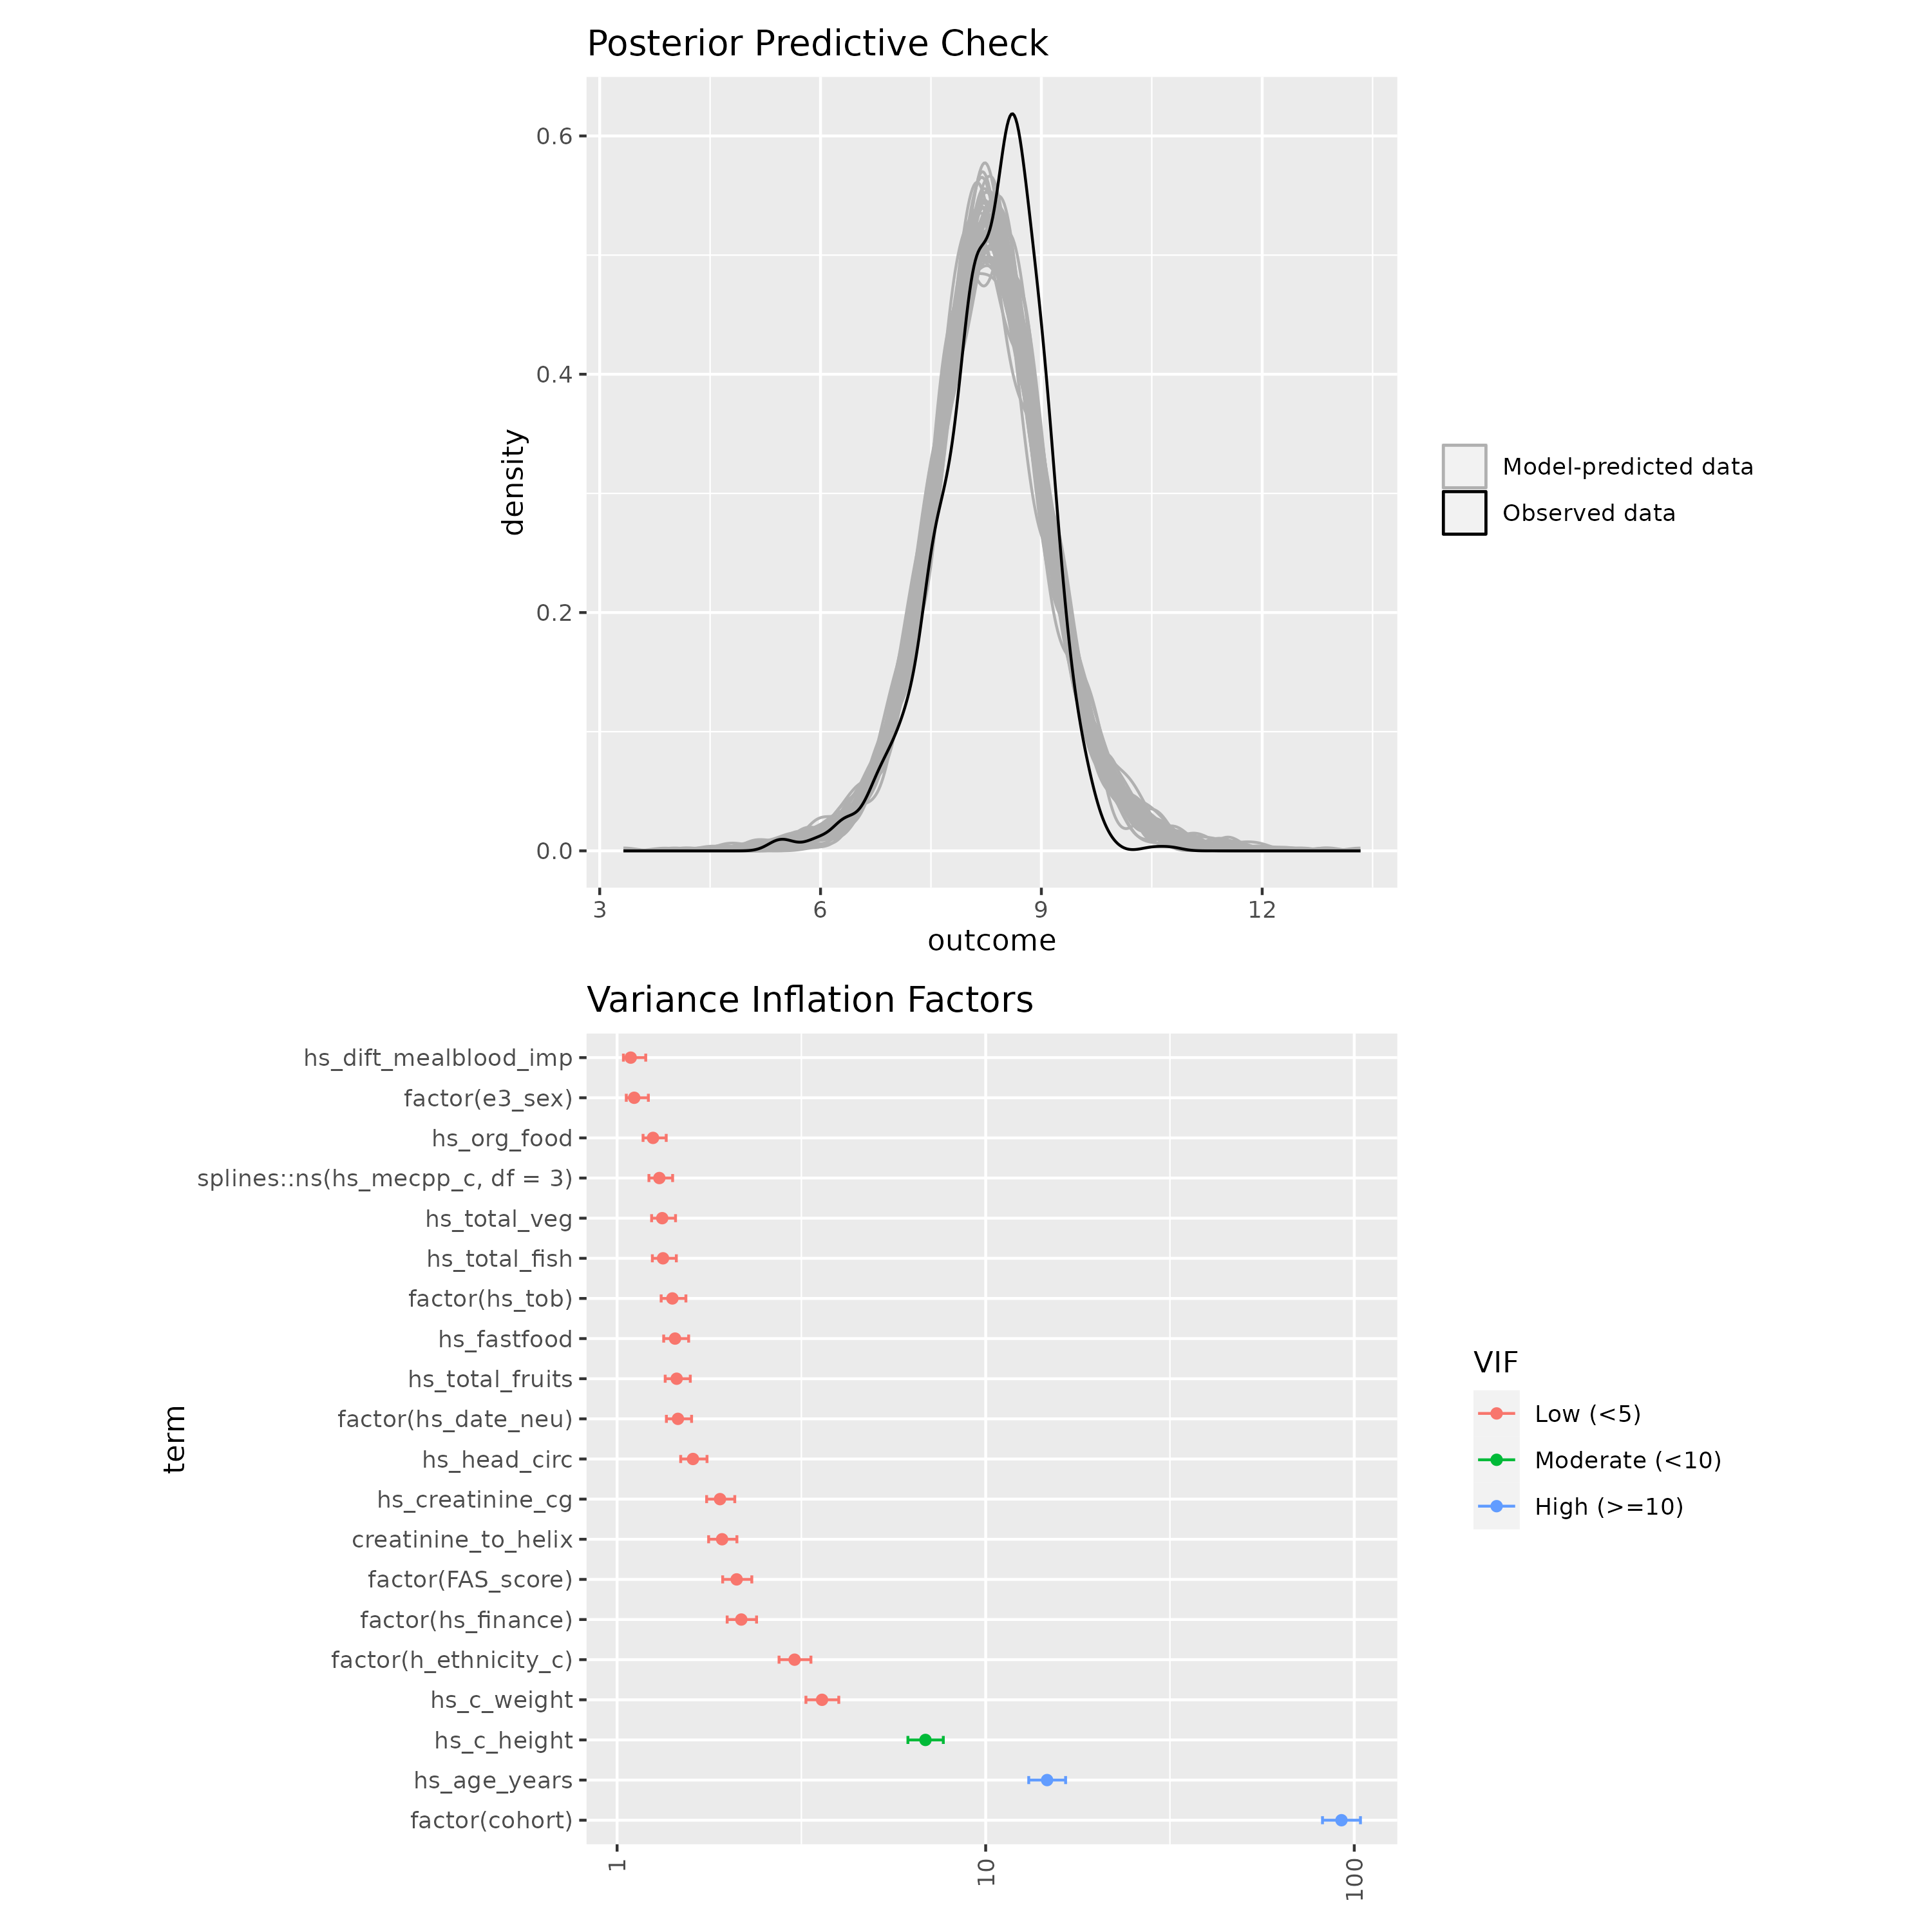 Posterior Predictive Check
0.6
0.4
0.2
0.0
density
3 6 9 12
outcome
Model-predicted data
Observed data
Variance Inflation Factors
hs_dift_mealblood_imp
factor(e3_sex)
hs_org_food
splines::ns(hs_mecpp_c, df = 3)
hs_total_veg
hs_total_fish
factor(hs_tob)
hs_fastfood
hs_total_fruits
factor(hs_date_neu)
hs_head_circ
hs_creatinine_cg
creatinine_to_helix
factor(FAS_score)
factor(hs_finance)
factor(h_ethnicity_c)
hs_c_weight
hs_c_height
hs_age_years
factor(cohort)
term
1 10 100
VIF
Low (<5)
Moderate (<10)
High (>=10)